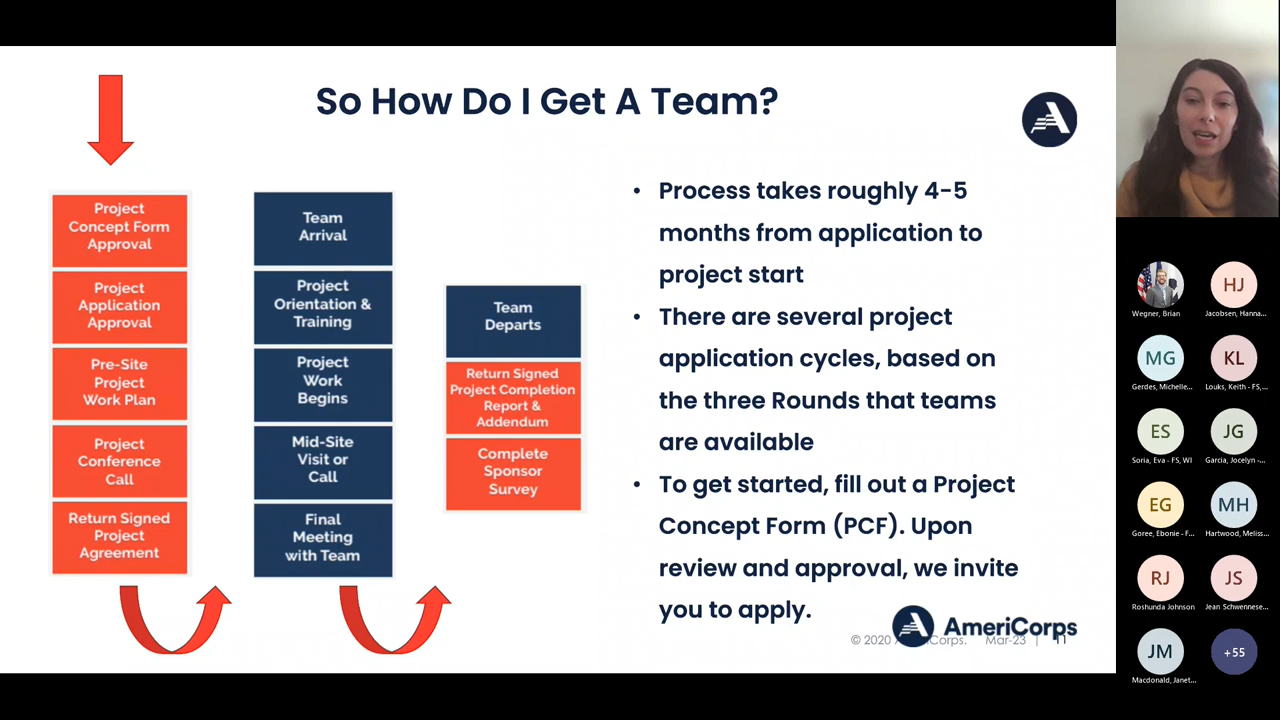 So How Do I Get A Team?
Project
Concept Form
Approval
Project
Application
Approval
Pre-Site
Project
Work Plan
Project
Conference
Call
Return Signed
Project
Agreement
Team
Arrival
Project
Orientation &
Training
Project
Work
Begins
Mid-Site
Visit or
Call
Final
Meeting
with Team
Team
Departs
Return Signed
Project Completion
Report &
Addendum
Complete
Sponsor
Survey
• Process takes roughly 4-5
months from application to
project start
• There are several project
application cycles, based on
the three Rounds that teams
are available
• To get started, fill out a Project
Concept Form (PCF). Upon
review and approval, we invite
you to apply.
AmeriCorps
© 2020 A Corps. Mar-23 | 11
Wegner, Brian
HJ
Jacobsen, Hanna...
MG
Gerdes, Michelle...
KL
Louks, Keith - FS,...
ES
Soria, Eva - FS, WI
JG
Garcia, Jocelyn -...
EG
Goree, Ebonie - F...
MH
Hartwood, Meliss...
RJ
Roshunda Johnson
JS
Jean Schwennese...
JM
Macdonald, Janet...
+55